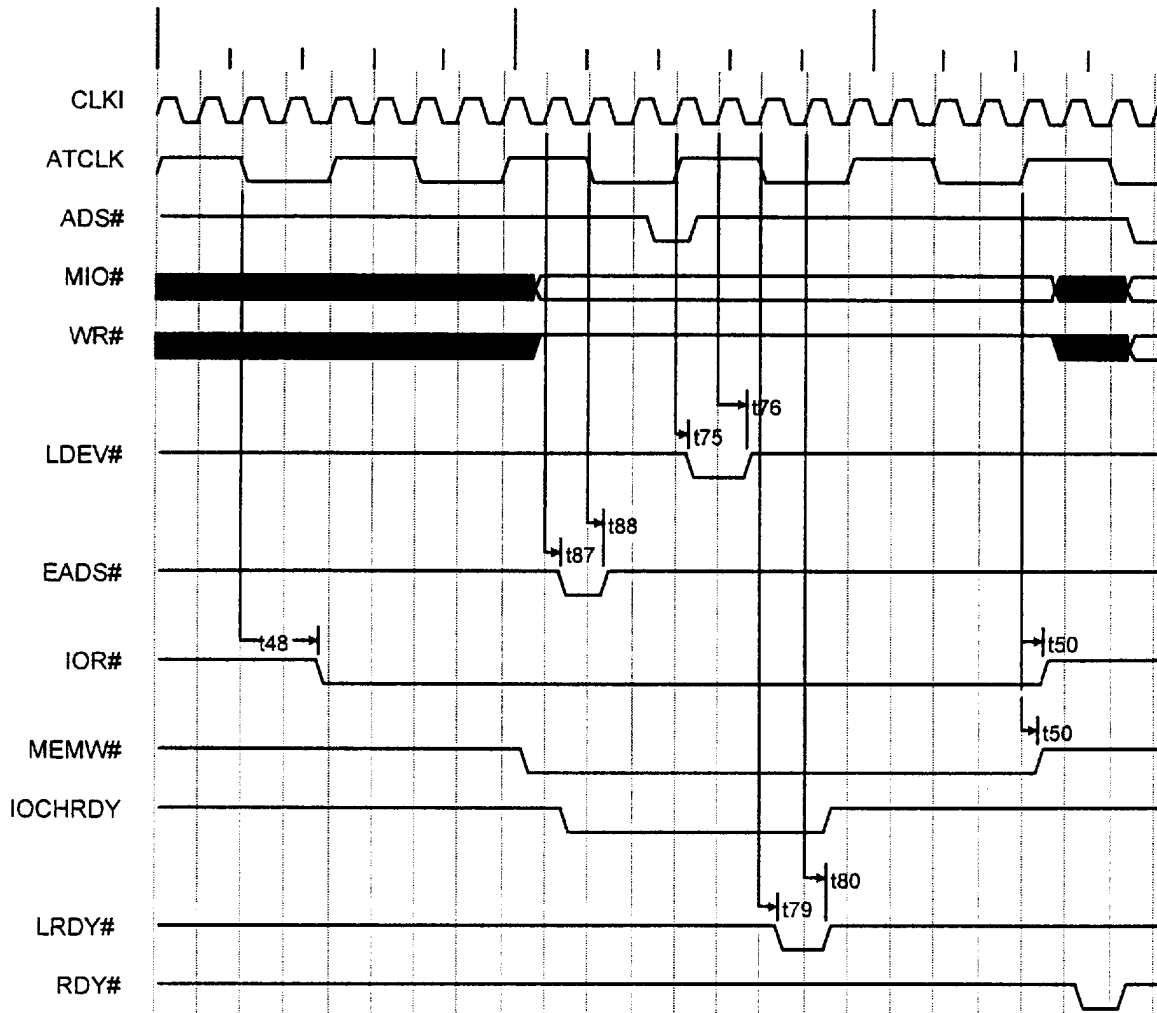 CLKI
ATCLK
ADS#
MIO#
WR#
t76
t75
LDEV#
t88
t87
EADS#
t48
t50
IOR#
t50
MEMW#
IOCHRDY
t80
t79
LRDY#
RDY#